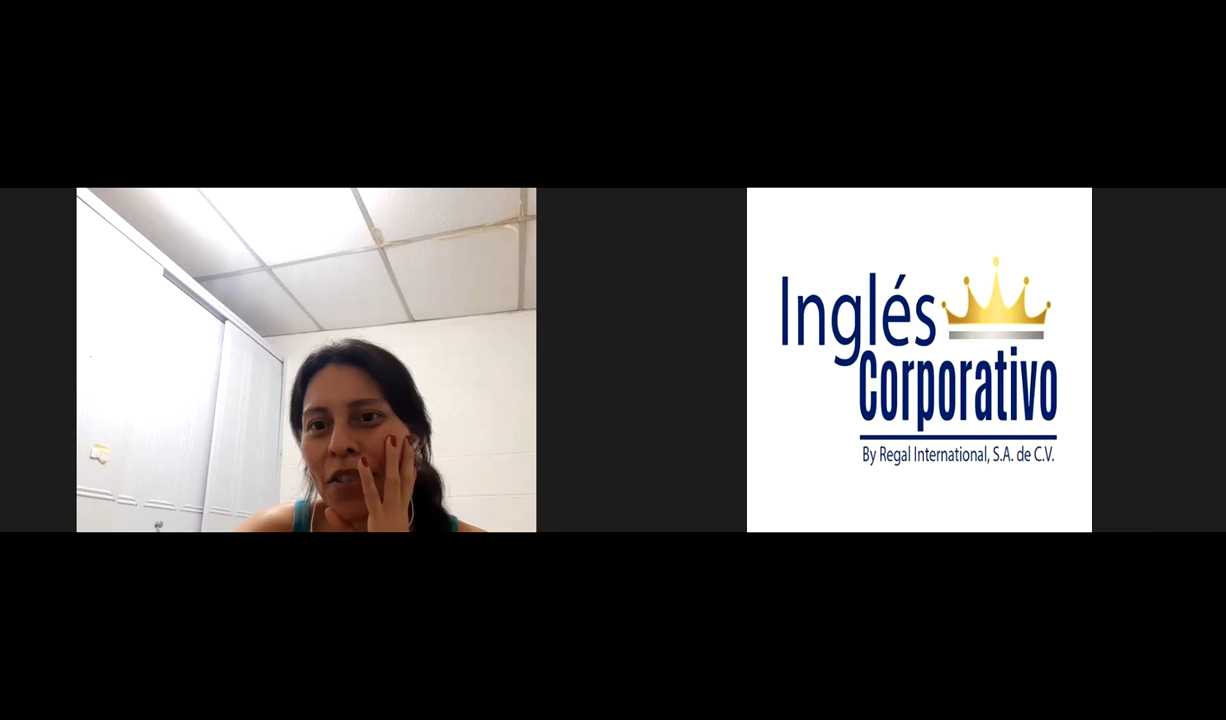 Inglés
Corporativo
By Regal International, S.A. de C.V.